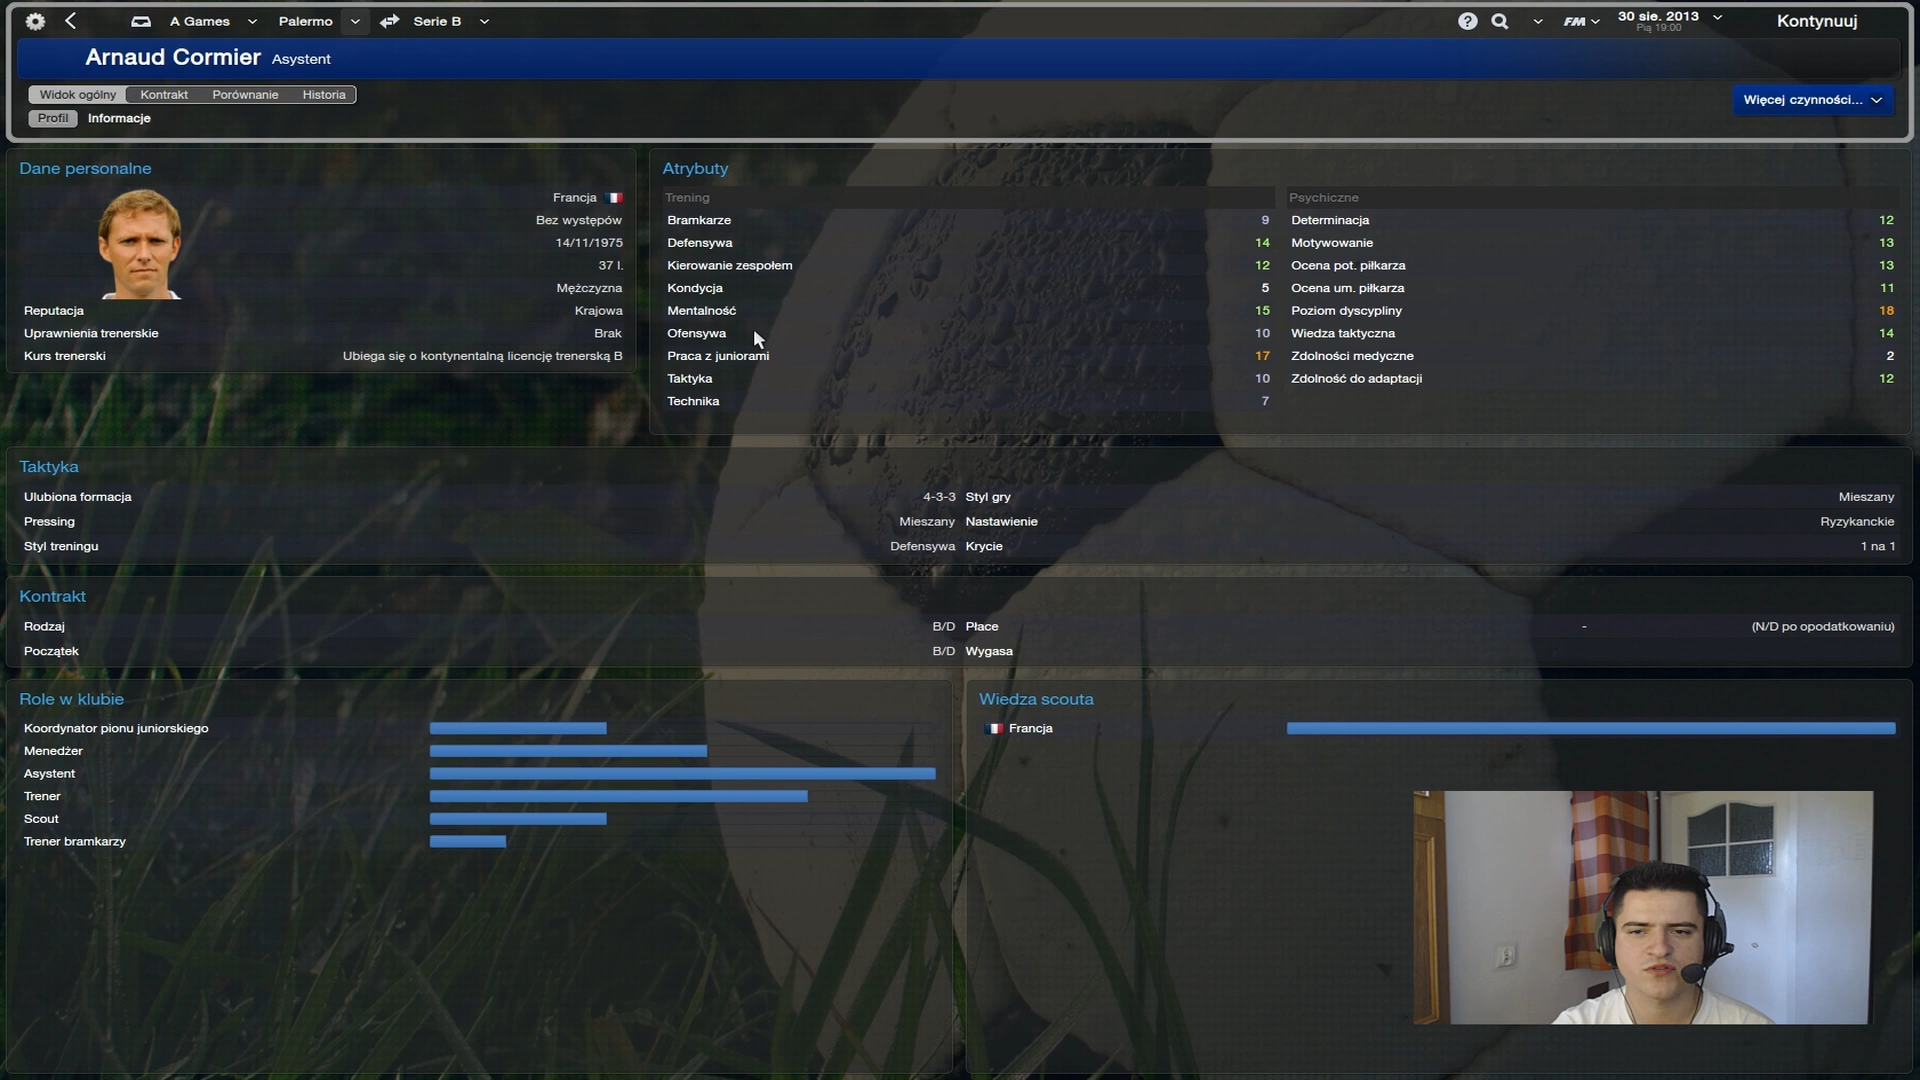 A Games
Palermo
Serie B
?
FM
30 sie. 2013
Pią 19:00
Kontynuuj
Arnaud Cormier Asystent
Widok ogólny Kontrakt Porównanie Historia
Więcej czynności...
Profil Informacje
Dane personalne
Francja
Bez występów
14/11/1975
37 l.
Mężczyzna
Reputacja Krajowa
Uprawnienia trenerskie Brak
Kurs trenerski Ubiega się o kontynentalną licencję trenerską B
Atrybuty
Trening
Bramkarze 9
Defensywa 14
Kierowanie zespołem 12
Kondycja 5
Mentalność 15
Ofensywa 10
Praca z juniorami 17
Taktyka 10
Technika 7
Psychiczne
Determinacja 12
Motywowanie 13
Ocena pot. piłkarza 13
Ocena um. piłkarza 11
Poziom dyscypliny 18
Wiedza taktyczna 14
Zdolności medyczne 2
Zdolność do adaptacji 12
Taktyka
Ulubiona formacja 4-3-3 Styl gry Mieszany
Pressing Mieszany Nastawienie Ryzykanckie
Styl treningu Defensywa Krycie 1 na 1
Kontrakt
Rodzaj B/D Płace - (N/D po opodatkowaniu)
Początek B/D Wygasa
Role w klubie
Koordynator pionu juniorskiego
Menedżer
Asystent
Trener
Scout
Trener bramkarzy
Wiedza scouta
Francja